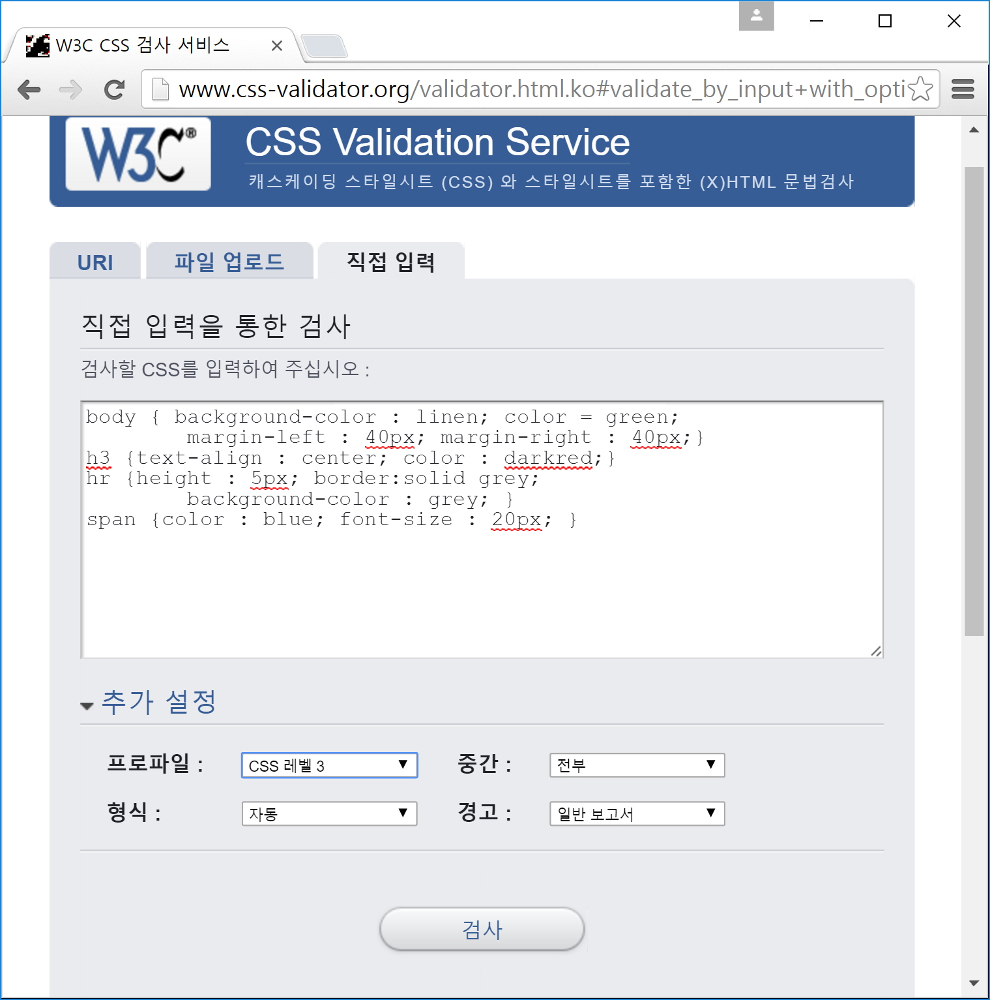 W3C CSS 검사 서비스
www.css-validator.org/validator.html.ko#validate_by_input+with_opti
W3C®
CSS Validation Service
캐스케이딩 스타일시트 (CSS) 와 스타일시트를 포함한 (X)HTML 문법검사
URI 파일 업로드 직접 입력
직접 입력을 통한 검사
검사할 CSS를 입력하여 주십시오 :
body { background-color : linen; color = green;
margin-left : 40px; margin-right : 40px;}
h3 {text-align : center; color : darkred;}
hr {height : 5px; border:solid grey;
background-color : grey; }
span {color : blue; font-size : 20px; }
추가 설정
프로파일 : CSS 레벨 3 중간 : 전부
형식 : 자동 경고 : 일반 보고서
검사